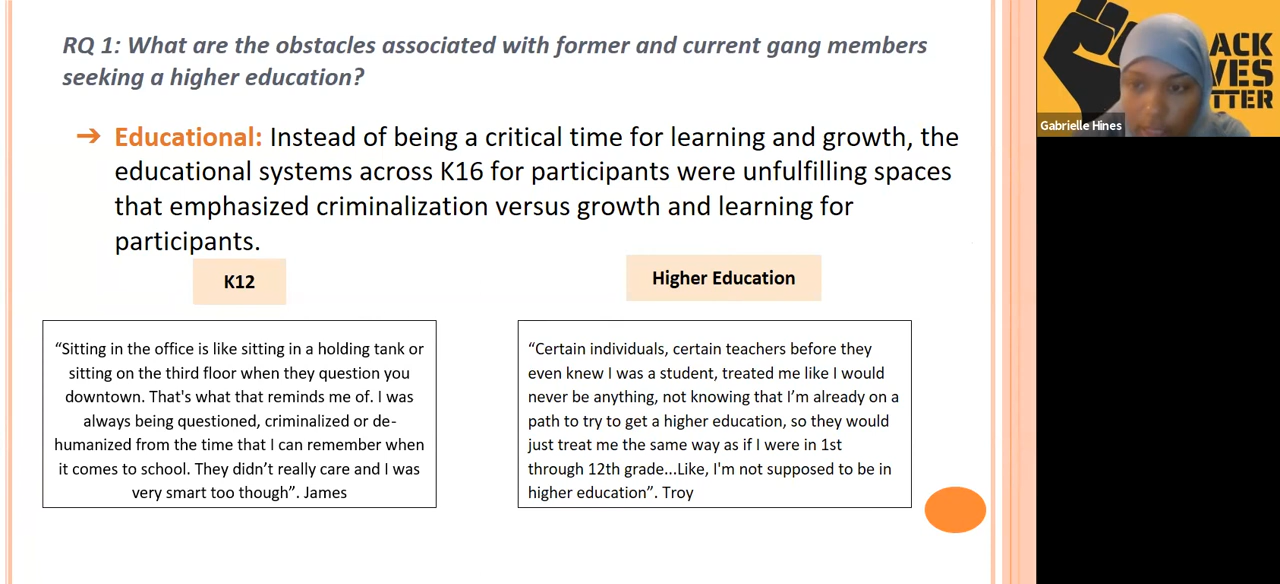 RQ 1: What are the obstacles associated with former and current gang members
seeking a higher education?
➔ Educational: Instead of being a critical time for learning and growth, the
educational systems across K16 for participants were unfulfilling spaces
that emphasized criminalization versus growth and learning for
participants.
K12
“Sitting in the office is like sitting in a holding tank or
sitting on the third floor when they question you
downtown. That's what that reminds me of. I was
always being questioned, criminalized or de-
humanized from the time that I can remember when
it comes to school. They didn’t really care and I was
very smart too though”. James
Higher Education
“Certain individuals, certain teachers before they
even knew I was a student, treated me like I would
never be anything, not knowing that I’m already on a
path to try to get a higher education, so they would
just treat me the same way as if I were in 1st
through 12th grade...Like, I'm not supposed to be in
higher education”. Troy
ACK
VES
TTER
Gabrielle Hines